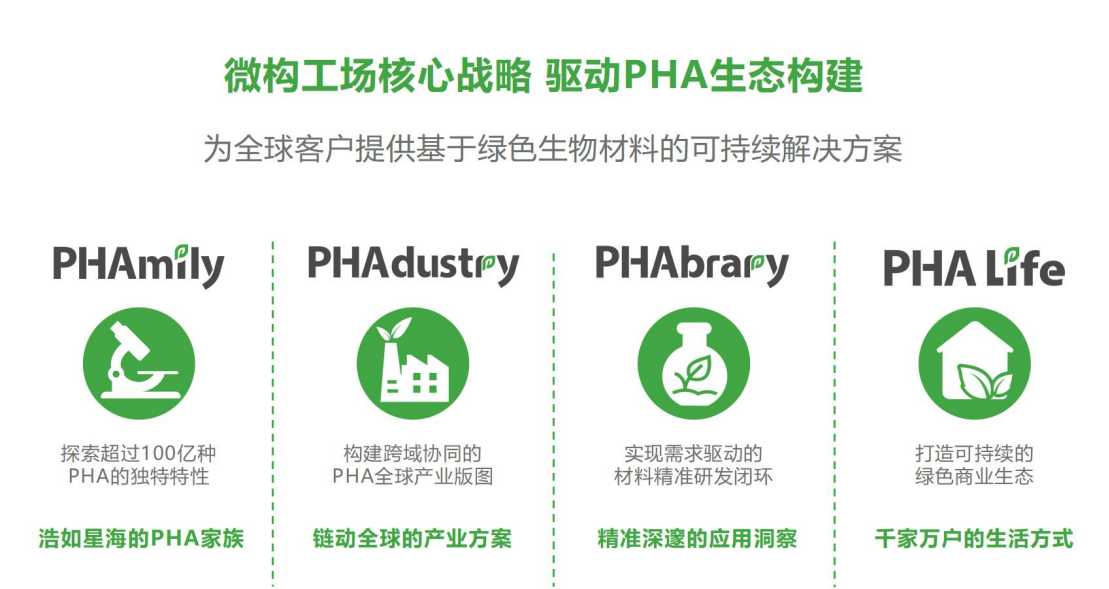 微构工场核心战略 驱动PHA生态构建
为全球客户提供基于绿色生物材料的可持续解决方案
PHAmily
探索超过100亿种
PHA的独特特性
浩如星海的PHA家族
PHAdustry
构建跨域协同的
PHA全球产业版图
链动全球的产业方案
PHAbrary
实现需求驱动的
材料精准研发闭环
精准深邃的应用洞察
PHA Life
打造可持续的
绿色商业生态
千家万户的生活方式